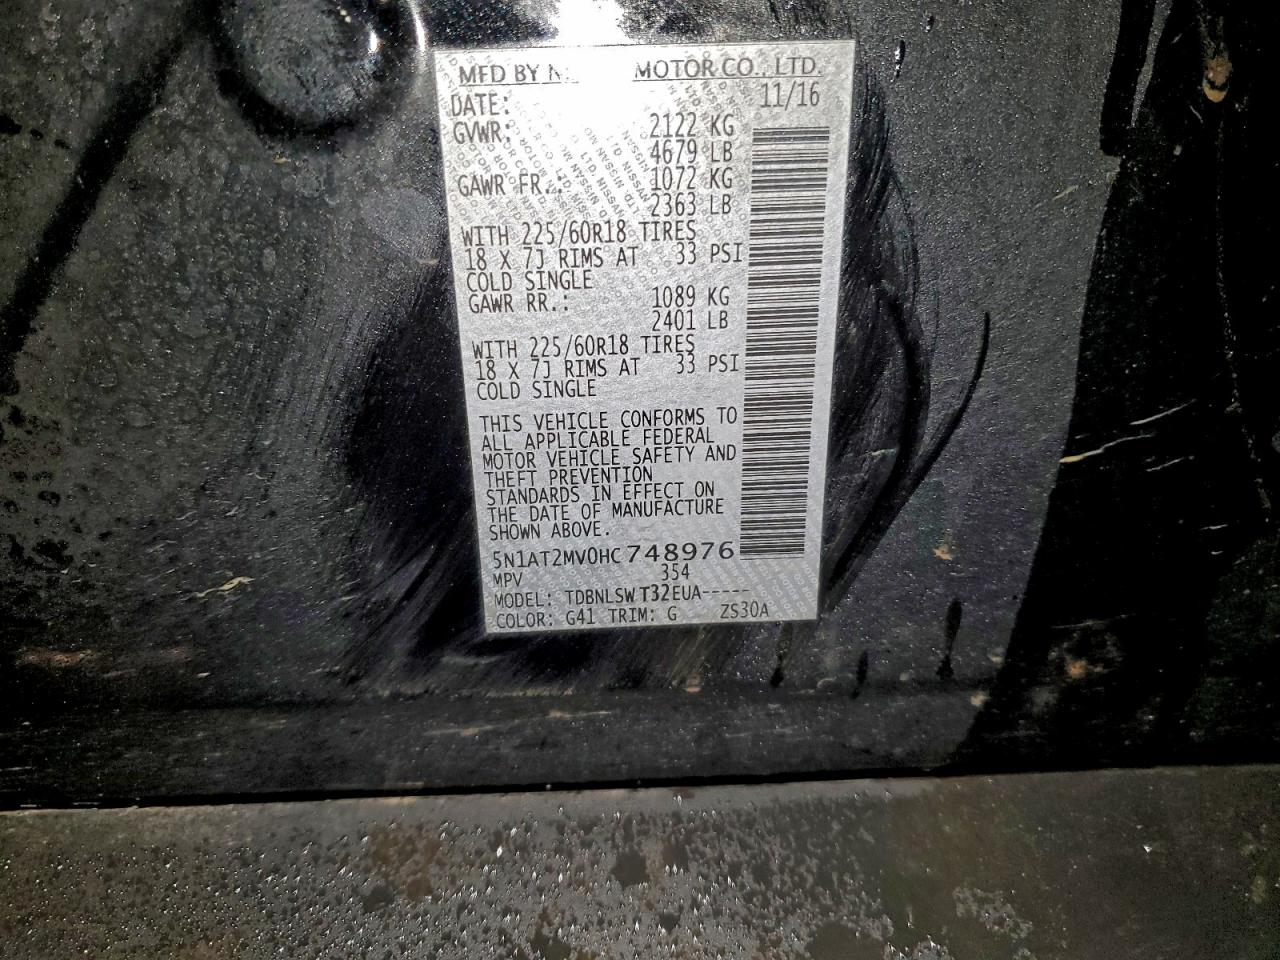 MFD BY MOTOR CO., LTD.
DATE: 11/16
GVWR: 2122 KG
4679 LB
GAWR FR.: 1072 KG
2363 LB
WITH 225/60R18 TIRES
18 X 7J RIMS AT 33 PSI
COLD SINGLE
GAWR RR.: 1089 KG
2401 LB
WITH 225/60R18 TIRES
18 X 7J RIMS AT 33 PSI
COLD SINGLE
THIS VEHICLE CONFORMS TO
ALL APPLICABLE FEDERAL
MOTOR VEHICLE SAFETY AND
THEFT PREVENTION
STANDARDS IN EFFECT ON
THE DATE OF MANUFACTURE
SHOWN ABOVE.
5N1AT2MV0HC748976
MPV 354
MODEL: TDBNLSWT32EUA-----
COLOR: G41 TRIM: G ZS30A